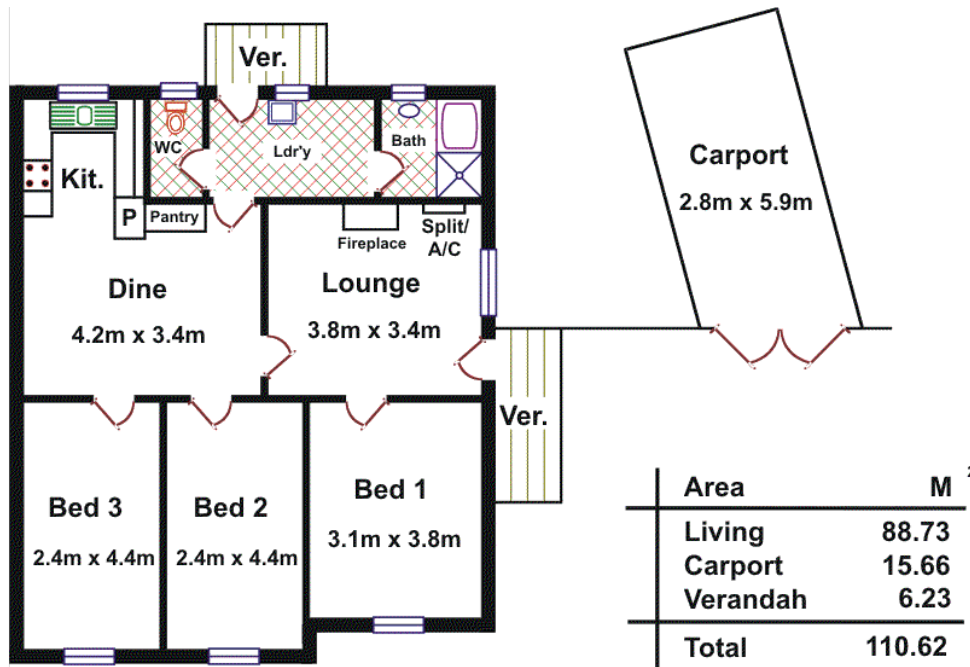 Ver.
WC
Ldr'y
Bath
Kit.
P
Pantry
Fireplace
Split/
A/C
Carport
2.8m x 5.9m
Dine
4.2m x 3.4m
Lounge
3.8m x 3.4m
Ver.
Bed 3
2.4m x 4.4m
Bed 2
2.4m x 4.4m
Bed 1
3.1m x 3.8m
Area M 2
Living 88.73
Carport 15.66
Verandah 6.23
Total 110.62